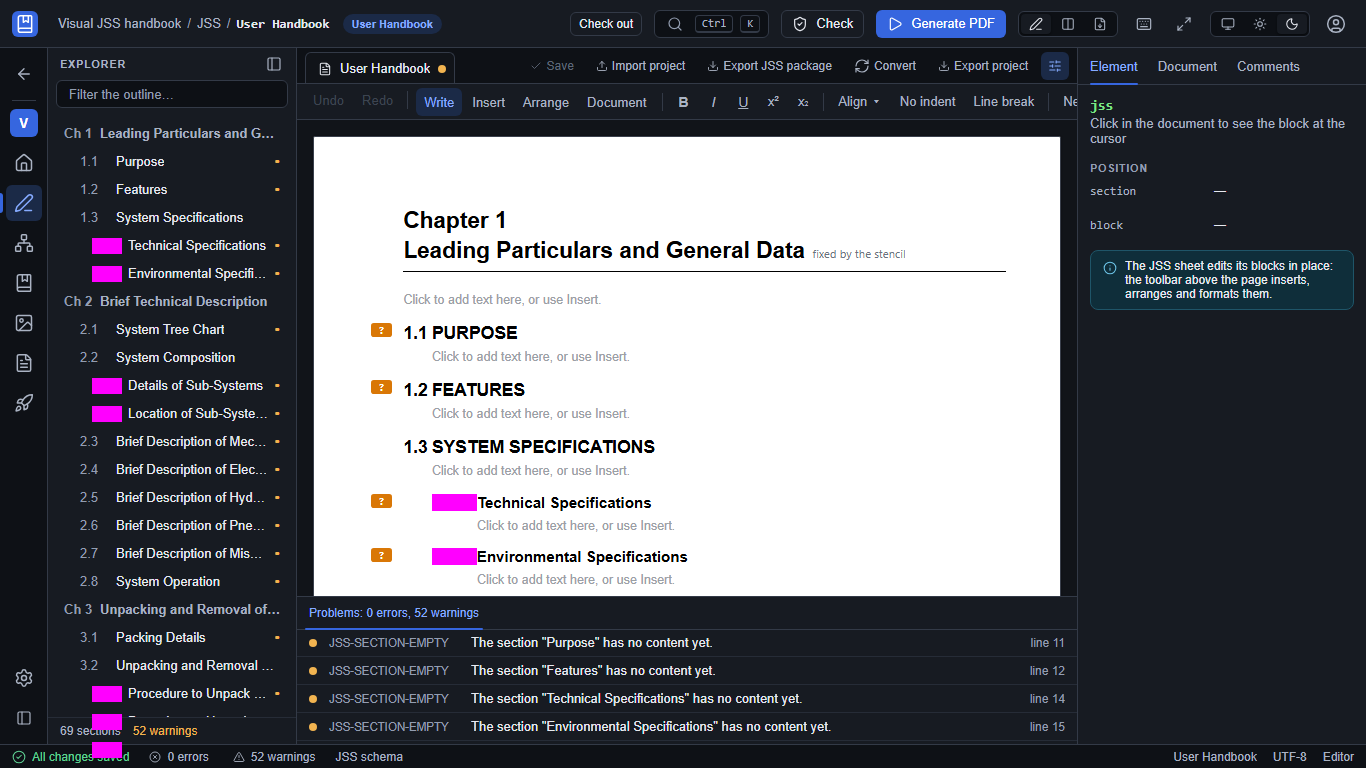 Visual JSS handbook / JSS / User Handbook User Handbook
Check out
Ctrl K
Check
Generate PDF
EXPLORER
Filter the outline...
Ch 1 Leading Particulars and G...
1.1 Purpose
1.2 Features
1.3 System Specifications
Technical Specifications
Environmental Specifi...
Ch 2 Brief Technical Description
2.1 System Tree Chart
2.2 System Composition
Details of Sub-Systems
Location of Sub-Syste...
2.3 Brief Description of Mec...
2.4 Brief Description of Elec...
2.5 Brief Description of Hyd...
2.6 Brief Description of Pne...
2.7 Brief Description of Mis...
2.8 System Operation
Ch 3 Unpacking and Removal of...
3.1 Packing Details
3.2 Unpacking and Removal ...
Procedure to Unpack ...
69 sections 52 warnings
V
User Handbook
Save
Import project
Export JSS package
Convert
Export project
Undo Redo
Write Insert Arrange Document
B I U x² x₂
Align No indent Line break Ne
Chapter 1
Leading Particulars and General Data fixed by the stencil
Click to add text here, or use Insert.
? 1.1 PURPOSE
Click to add text here, or use Insert.
? 1.2 FEATURES
Click to add text here, or use Insert.
1.3 SYSTEM SPECIFICATIONS
Click to add text here, or use Insert.
? Technical Specifications
Click to add text here, or use Insert.
? Environmental Specifications
Click to add text here, or use Insert.
Problems: 0 errors, 52 warnings
JSS-SECTION-EMPTY The section "Purpose" has no content yet. line 11
JSS-SECTION-EMPTY The section "Features" has no content yet. line 12
JSS-SECTION-EMPTY The section "Technical Specifications" has no content yet. line 14
JSS-SECTION-EMPTY The section "Environmental Specifications" has no content yet. line 15
Element Document Comments
jss
Click in the document to see the block at the
cursor
POSITION
section —
block —
The JSS sheet edits its blocks in place:
the toolbar above the page inserts,
arranges and formats them.
All changes saved
0 errors
52 warnings
JSS schema
User Handbook UTF-8 Editor